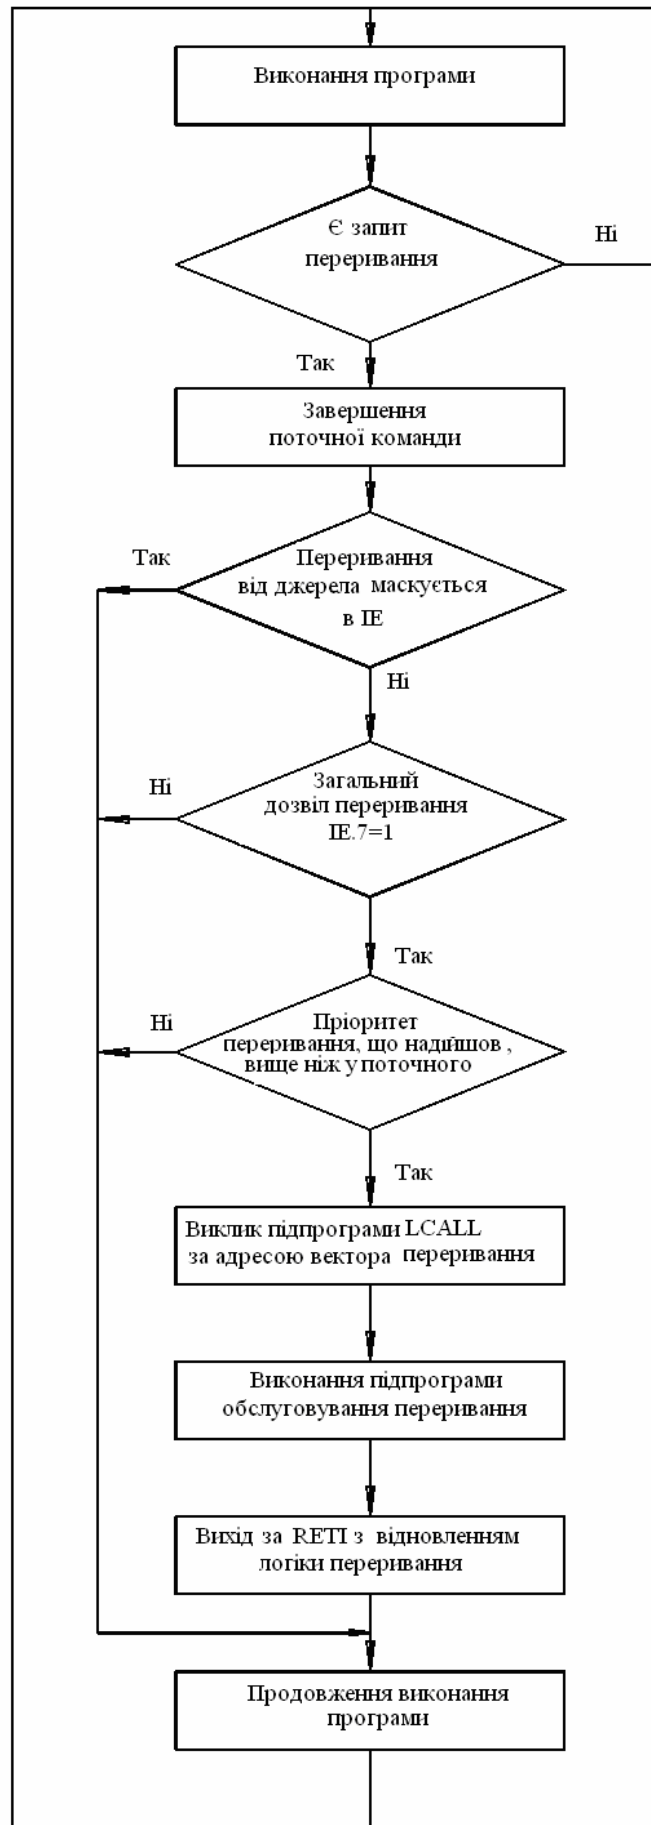 Виконання програми
Є запит
переривання
Ні
Так
Завершення
поточної команди
Так
Переривання
від джерела маскується
в IE
Ні
Ні
Загальний
дозвіл переривання
IE.7=1
Так
Ні
Пріоритет
переривання, що надійшов ,
вище ніж у поточного
Так
Виклик підпрограми LCALL
за адресою вектора переривання
Виконання підпрограми
обслуговування переривання
Вихід за RETI з відновленням
логіки переривання
Продовження виконання
програми